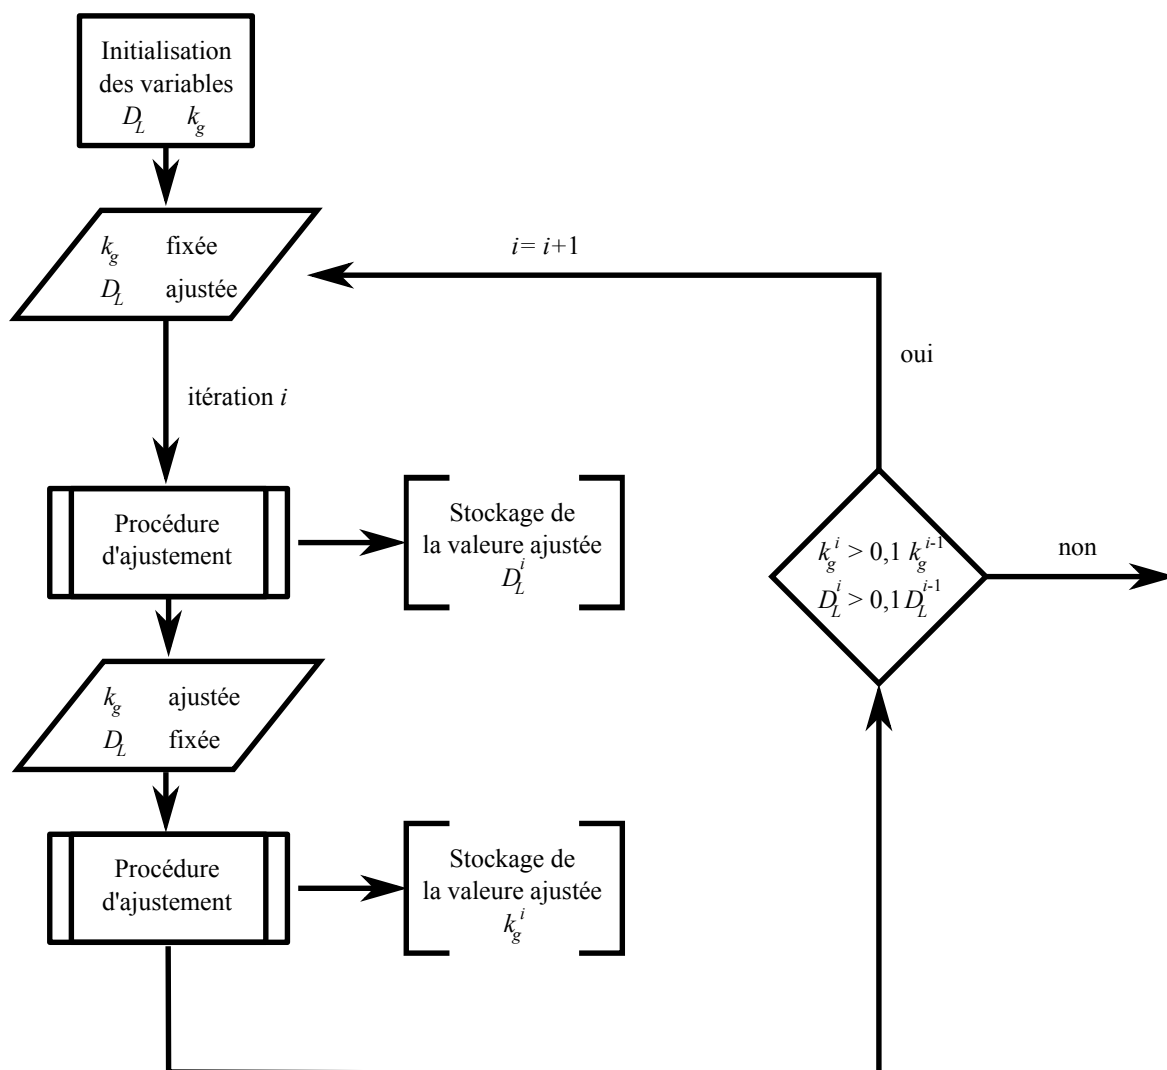 Initialisation
des variables
D_L k_g
k_g fixée
D_L ajustée
i= i+1
oui
itération i
Procédure
d'ajustement
Stockage de
la valeure ajustée
D_L^i
k_g^i > 0,1 k_g^{i-1}
D_L^i > 0,1 D_L^{i-1}
non
k_g ajustée
D_L fixée
Procédure
d'ajustement
Stockage de
la valeure ajustée
k_g^i